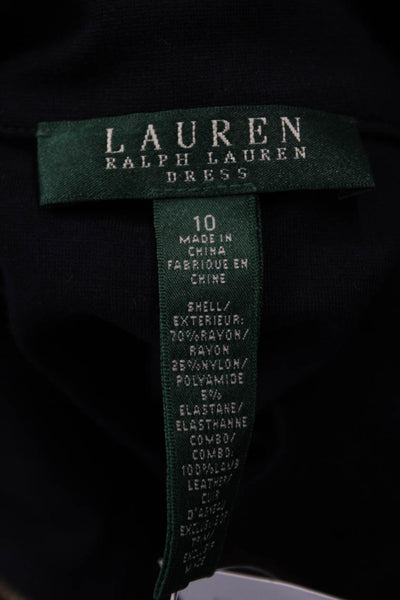 LAUREN
RALPH LAUREN
DRESS
10
MADE IN
CHINA
FABRIQUE EN
CHINE
SHELL/
EXTERIEUR:
70%RAYON/
RAYON
25%NYLON/
POLYAMIDE
5%
ELASTANE/
ELASTHANNE
COMBO/
COMBO:
100%LAMB
LEATHER/
CUIR
D'AGNEAU